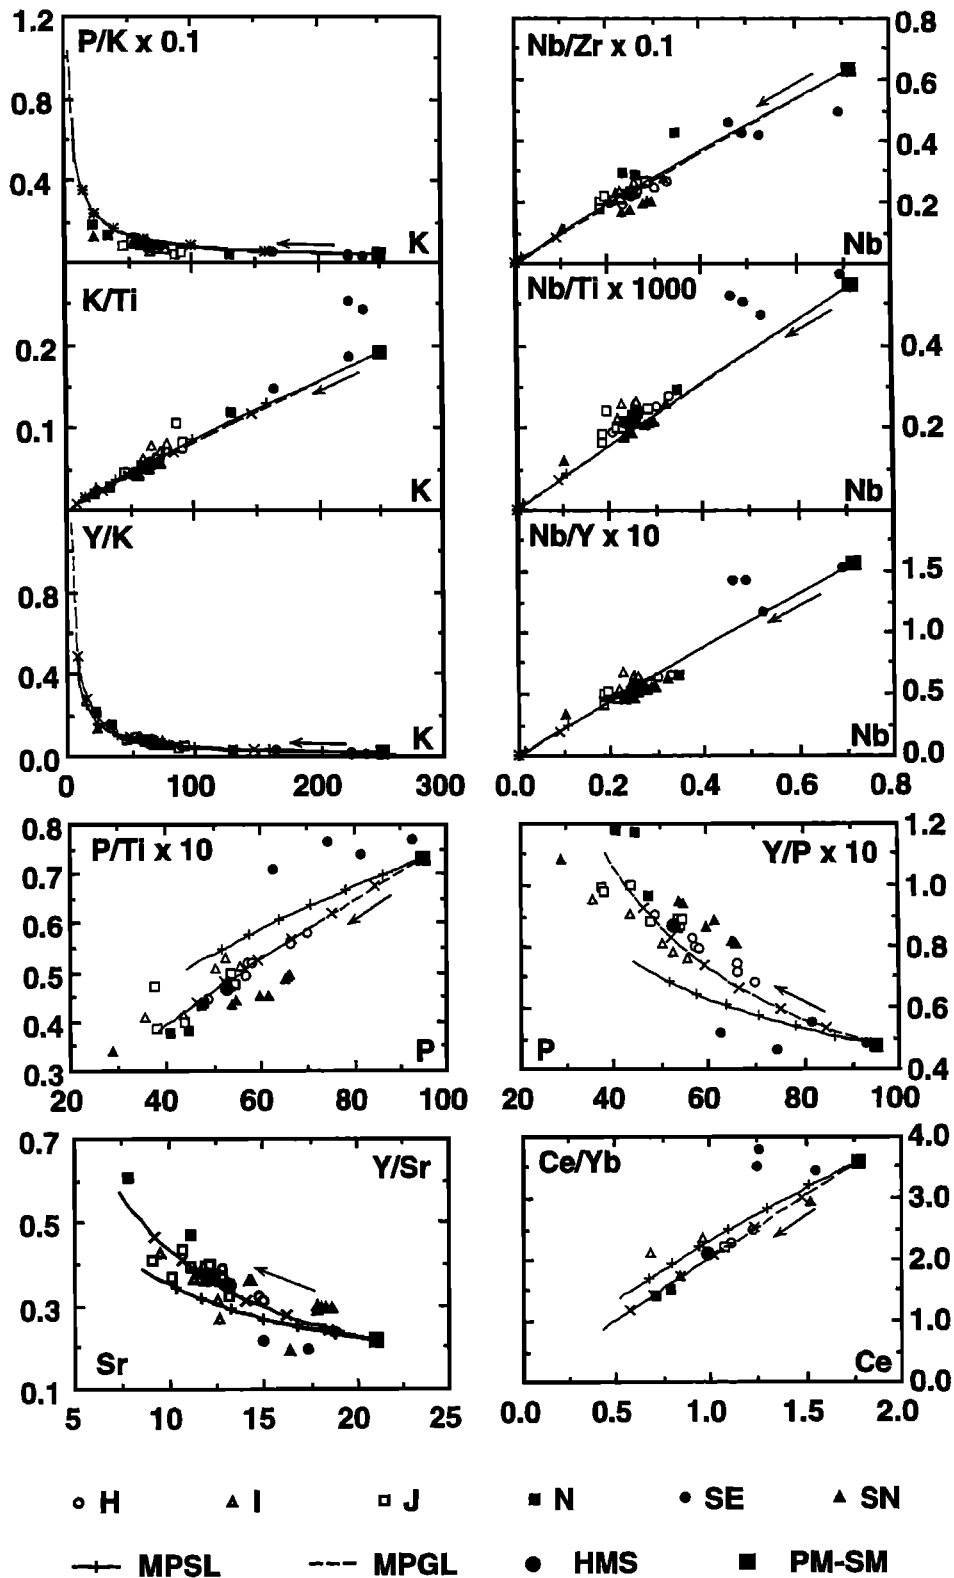 1.2
P/K x 0.1
0.8
0.4
K
Nb/Zr x 0.1
0.8
0.6
0.4
0.2
Nb
K/Ti
0.2
0.1
K
Nb/Ti x 1000
0.4
0.2
Nb
Y/K
0.8
0.4
0.0
K
0 100 200 300
Nb/Y x 10
1.5
1.0
0.5
0.0
Nb
0.0 0.2 0.4 0.6 0.8
0.8
P/Ti x 10
0.7
0.6
0.5
0.4
0.3
P
20 40 60 80 100
1.2
Y/P x 10
1.0
0.8
0.6
0.4
P
20 40 60 80 100
0.7
Y/Sr
0.5
0.3
0.1
Sr
5 10 15 21 25
4.0
Ce/Yb
3.0
2.0
1.0
0.0
Ce
0.0 0.5 1.0 1.5 2.0
H I J N SE SN
MPSL MPGL HMS PM-SM